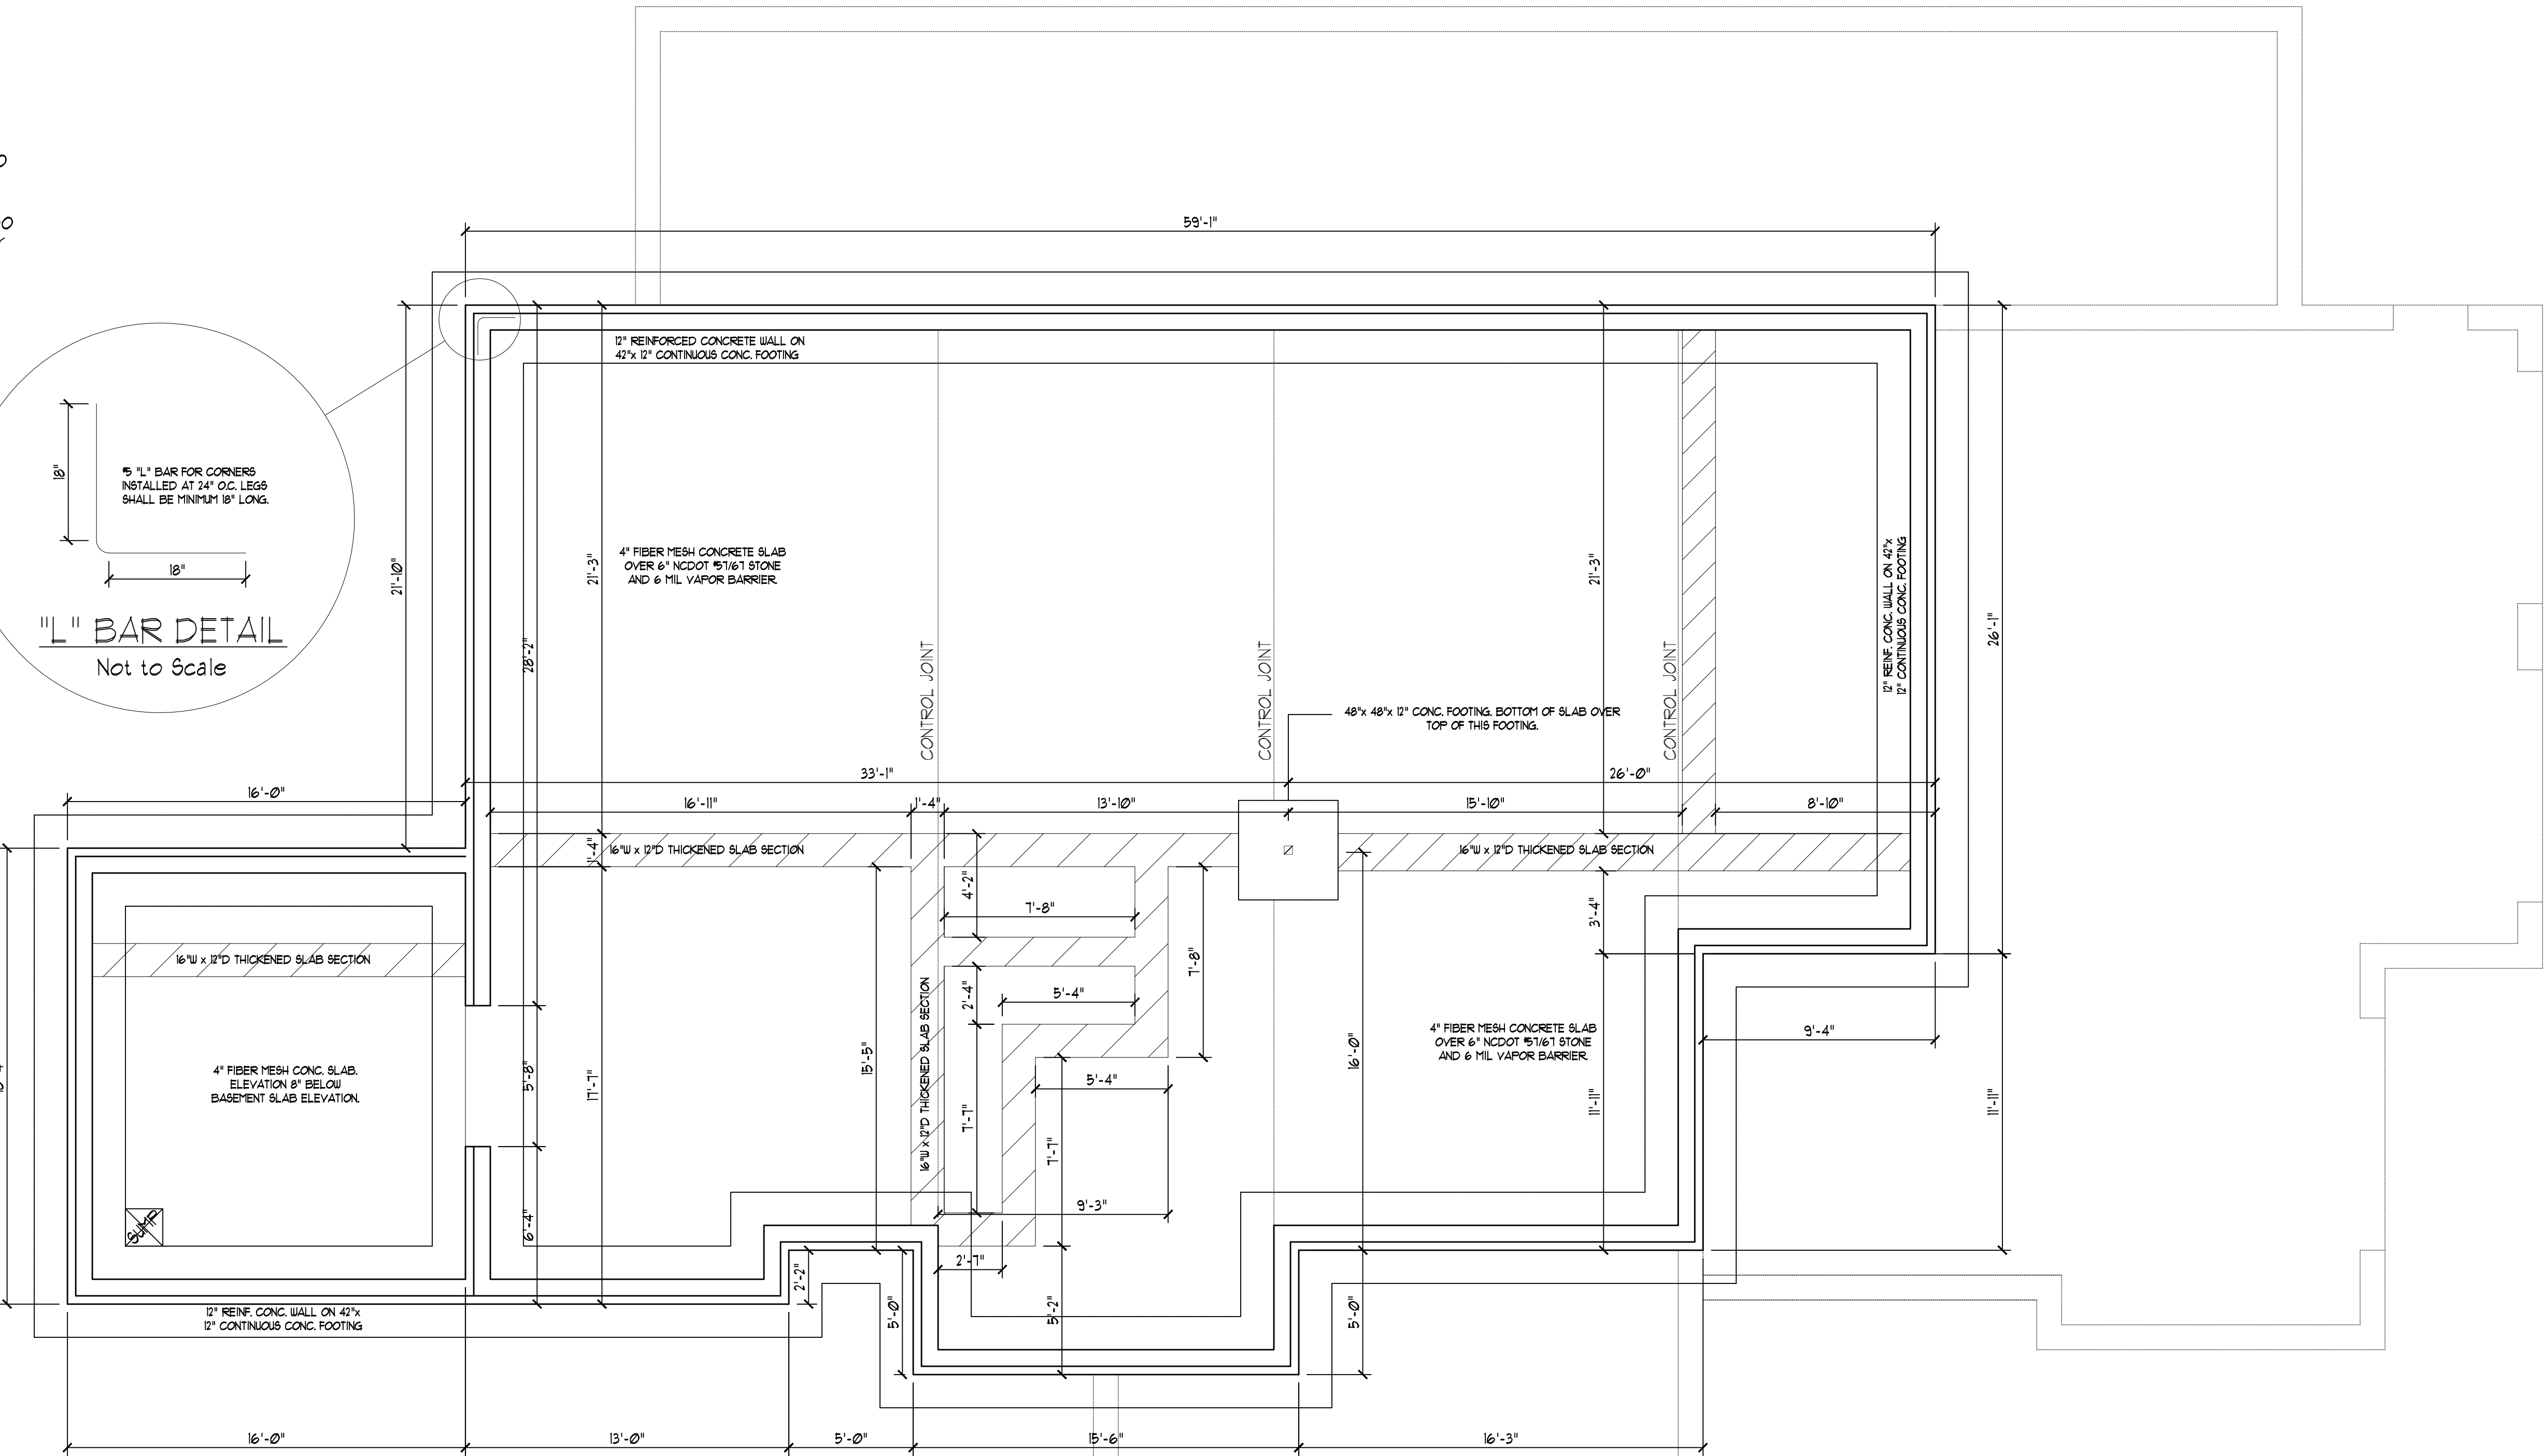 59'-1"
12" REINFORCED CONCRETE WALL ON
42"x 12" CONTINUOUS CONC. FOOTING
18"
#5 "L" BAR FOR CORNERS
INSTALLED AT 24" O.C. LEGS
SHALL BE MINIMUM 18" LONG.
18"
"L" BAR DETAIL
Not to Scale
21'-10"
28'-2"
21'-3"
4" FIBER MESH CONCRETE SLAB
OVER 6" NCDOT #57/67 STONE
AND 6 MIL VAPOR BARRIER.
CONTROL JOINT
CONTROL JOINT
CONTROL JOINT
21'-3"
12" REINF. CONC. WALL ON 42"x
12" CONTINUOUS CONC. FOOTING
26'-1"
48"x 48"x 12" CONC. FOOTING. BOTTOM OF SLAB OVER
TOP OF THIS FOOTING.
33'-1"
26'-0"
16'-0"
16'-11"
1'-4"
13'-10"
15'-10"
8'-10"
1'-4"
16"W x 12"D THICKENED SLAB SECTION
16"W x 12"D THICKENED SLAB SECTION
4'-2"
7'-8"
3'-4"
16"W x 12"D THICKENED SLAB SECTION
7'-8"
2'-4"
5'-4"
16"W x 12"D THICKENED SLAB SECTION
4" FIBER MESH CONCRETE SLAB
OVER 6" NCDOT #57/67 STONE
AND 6 MIL VAPOR BARRIER.
9'-4"
4" FIBER MESH CONC. SLAB.
ELEVATION 8" BELOW
BASEMENT SLAB ELEVATION.
5'-8"
17'-7"
15'-5"
16'-0"
5'-4"
7'-7"
7'-7"
11'-11"
11'-11"
9'-3"
SUMP
6'-4"
2'-7"
2'-2"
5'-0"
5'-2"
5'-0"
12" REINF. CONC. WALL ON 42"x
12" CONTINUOUS CONC. FOOTING
16'-0"
13'-0"
5'-0"
15'-6"
16'-3"